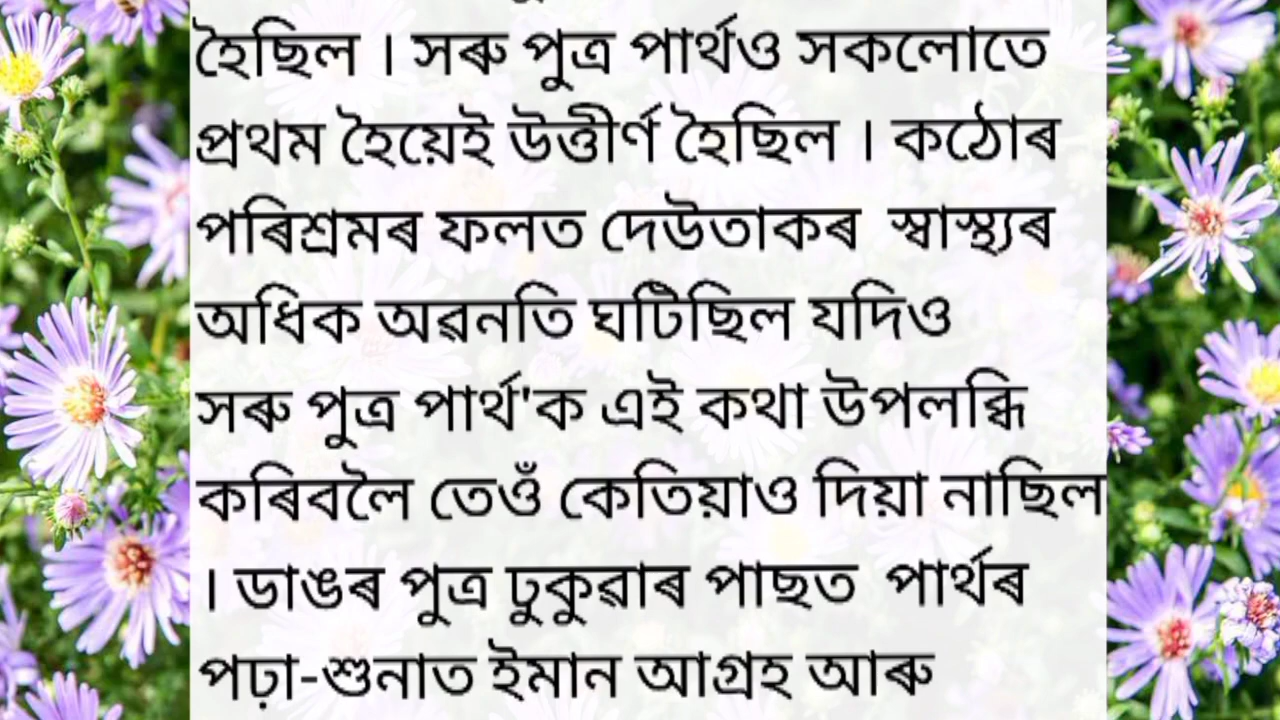 হৈছিল । সৰু পুত্ৰ পাৰ্থও সকলোতে
প্ৰথম হৈয়েই উত্তীৰ্ণ হৈছিল । কঠোৰ
পৰিশ্ৰমৰ ফলত দেউতাকৰ স্বাস্থ্যৰ
অধিক অৱনতি ঘটিছিল যদিও
সৰু পুত্ৰ পাৰ্থ'ক এই কথা উপলব্ধি
কৰিবলৈ তেওঁ কেতিয়াও দিয়া নাছিল
। ডাঙৰ পুত্ৰ ঢুকুৱাৰ পাছত পাৰ্থৰ
পঢ়া-শুনাত ইমান আগ্ৰহ আৰু